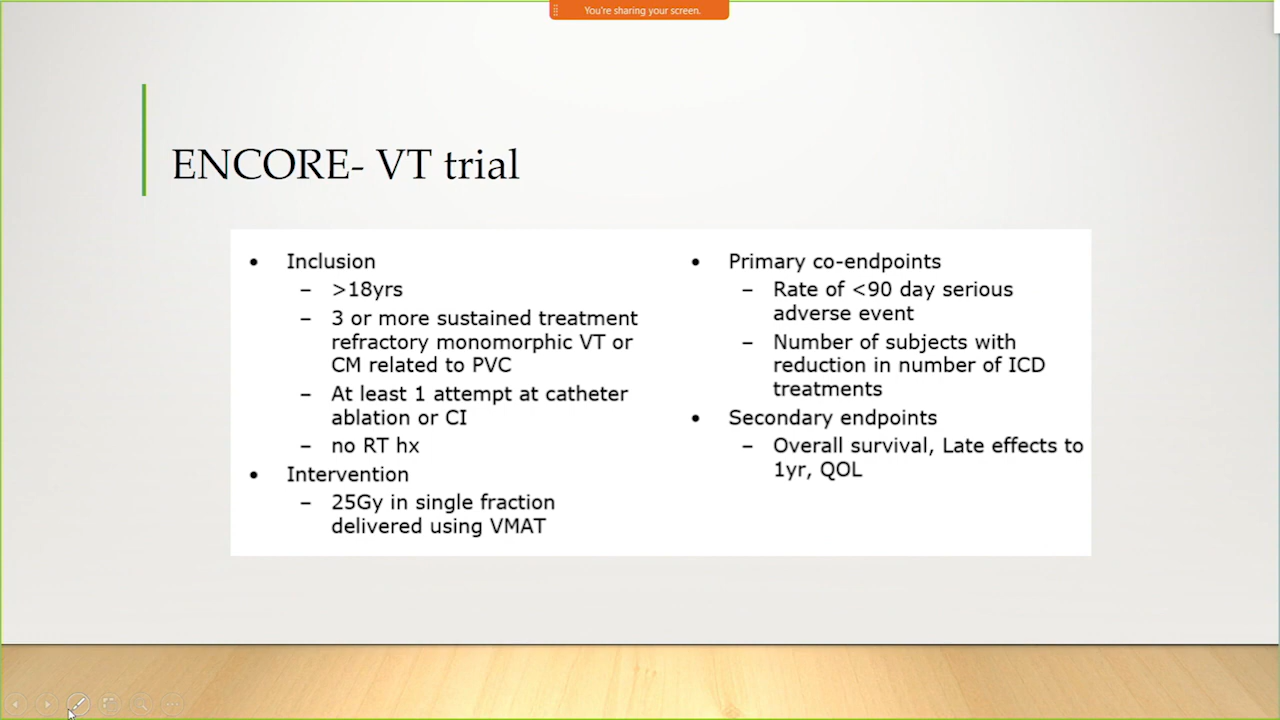 You're sharing your screen.
ENCORE- VT trial
• Inclusion
– >18yrs
– 3 or more sustained treatment
refractory monomorphic VT or
CM related to PVC
– At least 1 attempt at catheter
ablation or CI
– no RT hx
• Intervention
– 25Gy in single fraction
delivered using VMAT
• Primary co-endpoints
– Rate of <90 day serious
adverse event
– Number of subjects with
reduction in number of ICD
treatments
• Secondary endpoints
– Overall survival, Late effects to
1yr, QOL